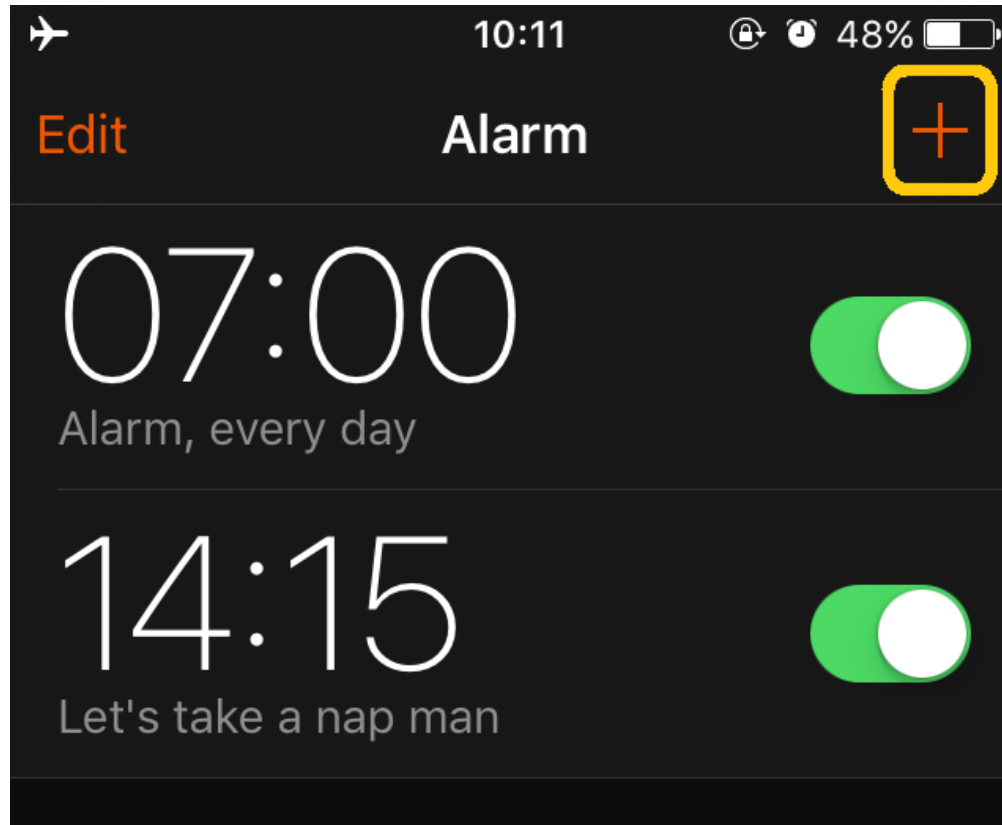 10:11 48%
Edit Alarm +
07:00
Alarm, every day
14:15
Let's take a nap man